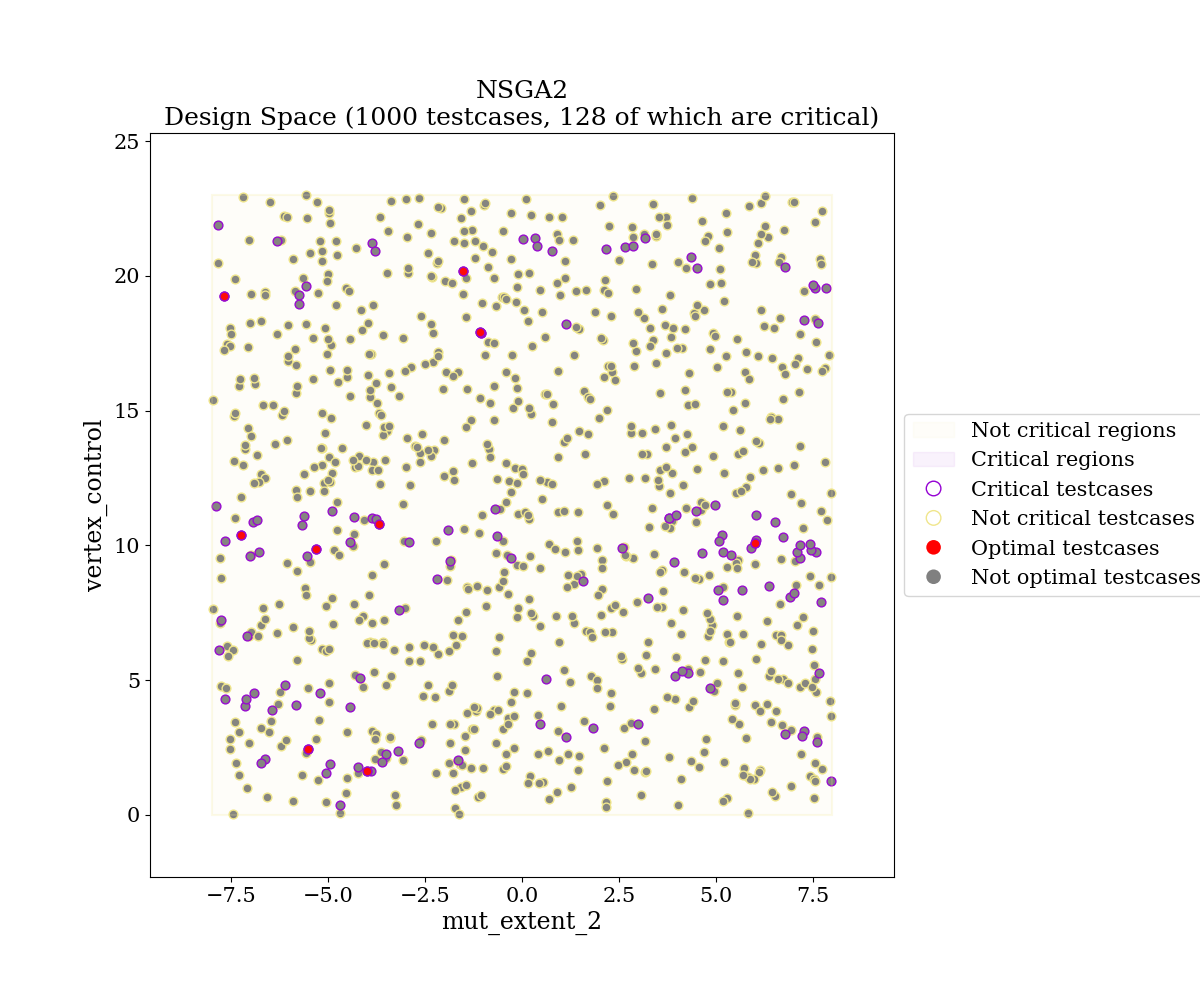 NSGA2
Design Space (1000 testcases, 128 of which are critical)
25
20
15
10
5
0
vertex_control
−7.5
−5.0
−2.5
0.0
2.5
5.0
7.5
mut_extent_2
Not critical regions
Critical regions
Critical testcases
Not critical testcases
Optimal testcases
Not optimal testcases